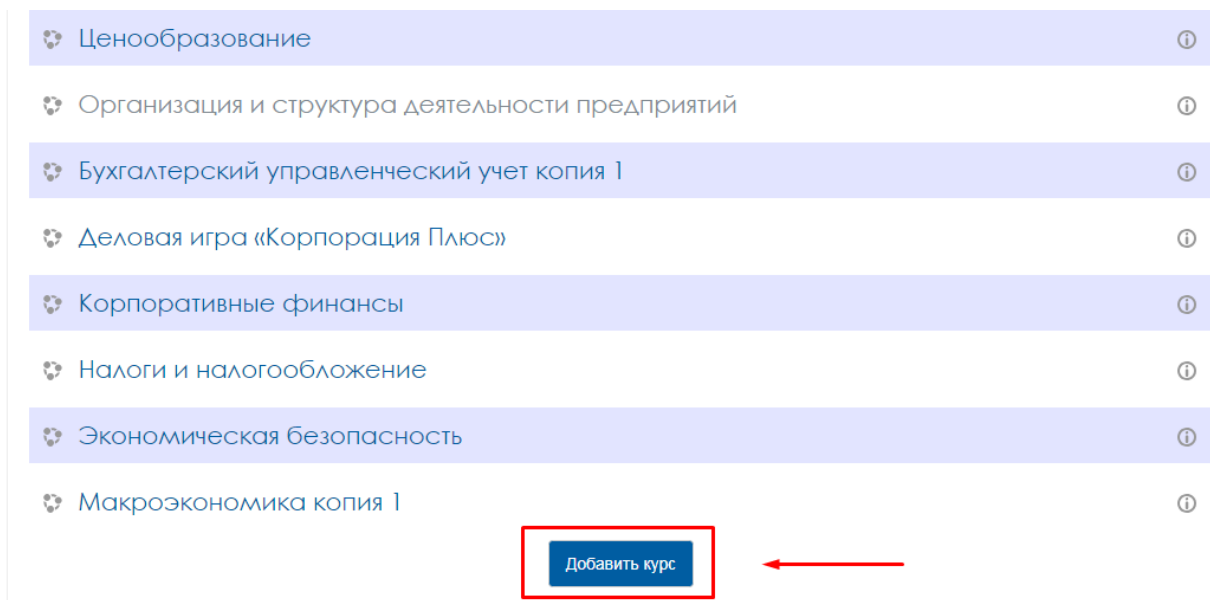 Ценообразование
Организация и структура деятельности предприятий
Бухгалтерский управленческий учет копия 1
Деловая игра «Корпорация Плюс»
Корпоративные финансы
Налоги и налогообложение
Экономическая безопасность
Макроэкономика копия 1
Добавить курс